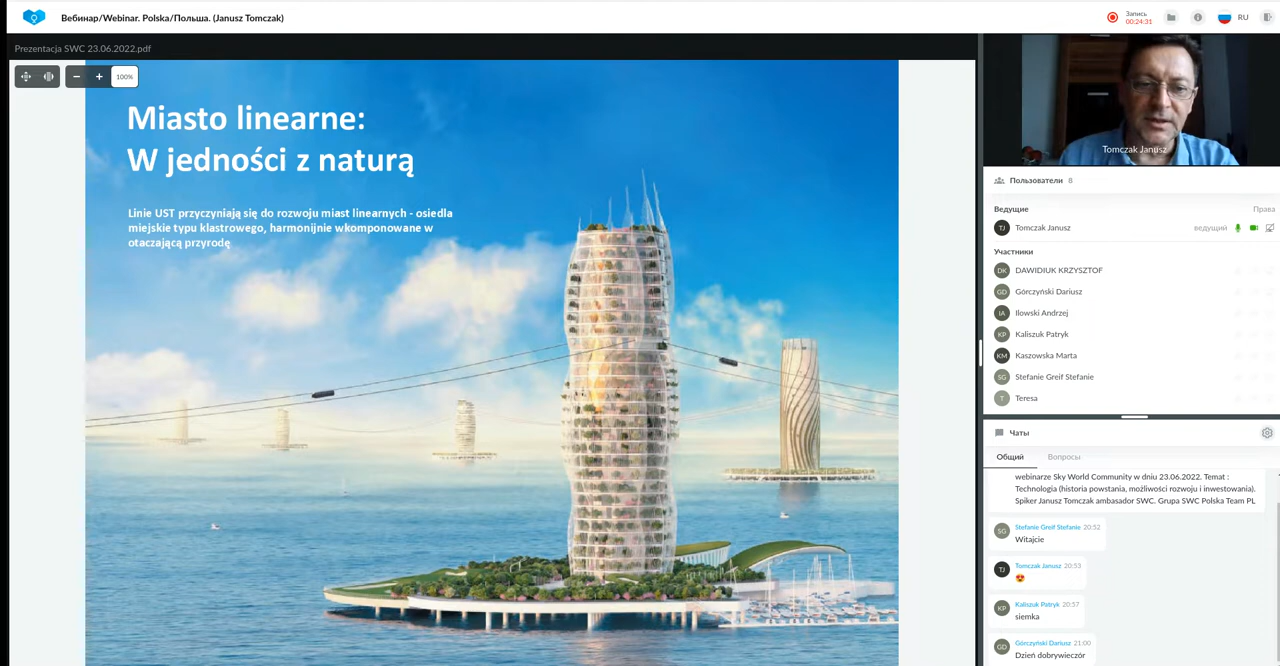 Вебинар/Webinar. Polska/Польша. (Janusz Tomczak)
Запись
00:24:31
RU
Prezentacja SWC 23.06.2022.pdf
100%
Miasto linearne:
W jedności z naturą
Linie UST przyczyniają się do rozwoju miast linearnych - osiedla
miejskie typu klastrowego, harmonijnie wkomponowane w
otaczającą przyrodę
Tomczak Janusz
Пользователи 8
Ведущие Права
TJ Tomczak Janusz ведущий
Участники
DK DAWIDIUK KRZYSZTOF
GD Górczyński Dariusz
IA Ilowski Andrzej
KP Kaliszuk Patryk
KM Kaszowska Marta
SG Stefanie Greif Stefanie
T Teresa
Чаты
Общий Вопросы
webinarze Sky World Community w dniu 23.06.2022. Temat :
Technologia (historia powstania, możliwości rozwoju i inwestowania).
Spiker Janusz Tomczak ambasador SWC. Grupa SWC Polska Team PL
SG Stefanie Greif Stefanie 20:52
Witajcie
TJ Tomczak Janusz 20:53
😍
KP Kaliszuk Patryk 20:57
siemka
GD Górczyński Dariusz 21:00
Dzień dobrywieczór